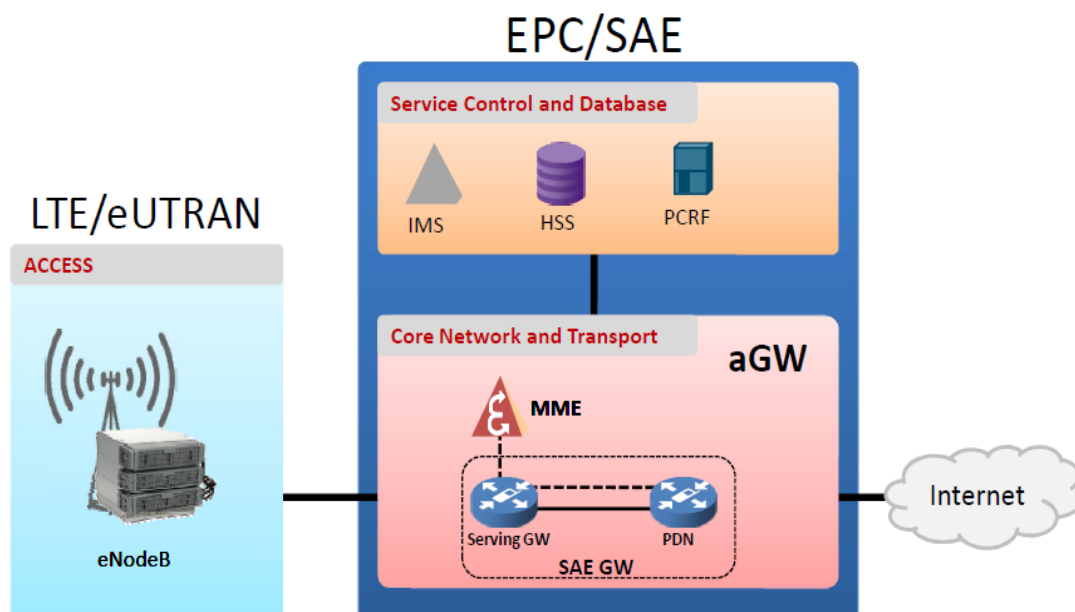 EPC/SAE
Service Control and Database
IMS
HSS
PCRF
LTE/eUTRAN
ACCESS
eNodeB
Core Network and Transport
aGW
MME
Serving GW
PDN
SAE GW
Internet